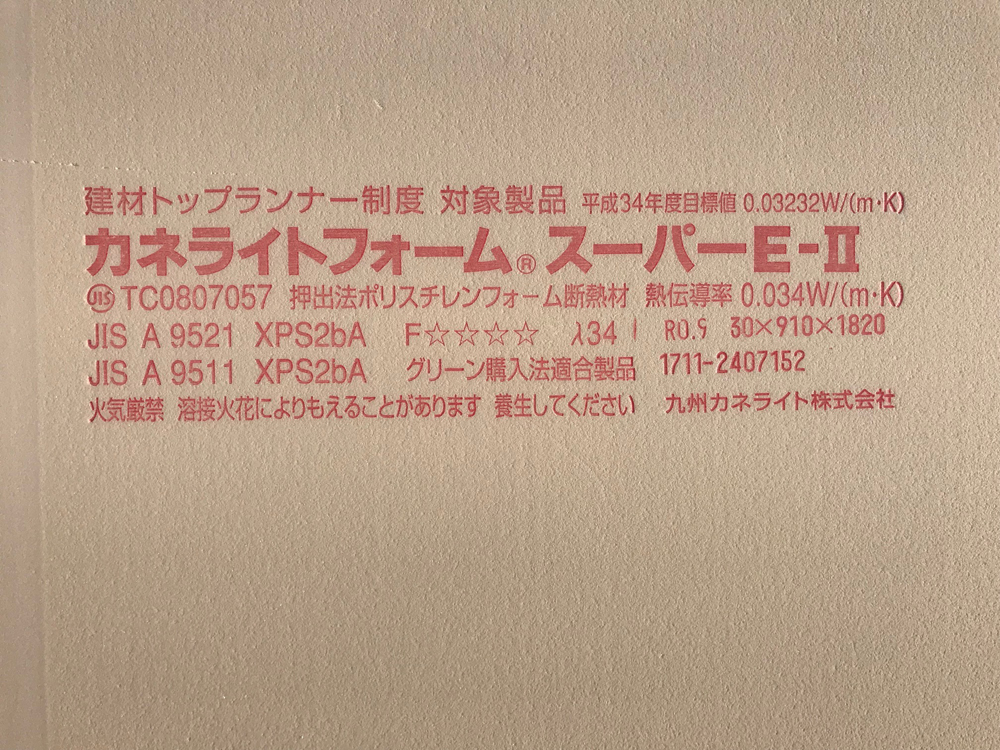 建材トップランナー制度 対象製品 平成34年度目標値 0.03232W/(m・K)
カネライトフォーム® スーパーE-II
JIS TC0807057 押出法ポリスチレンフォーム断熱材 熱伝導率 0.034W/(m・K)
JIS A 9521 XPS2bA F☆☆☆☆ λ34 | R0.9 30×910×1820
JIS A 9511 XPS2bA グリーン購入法適合製品 1711-2407152
火気厳禁 溶接火花によりもえることがあります 養生してください 九州カネライト株式会社